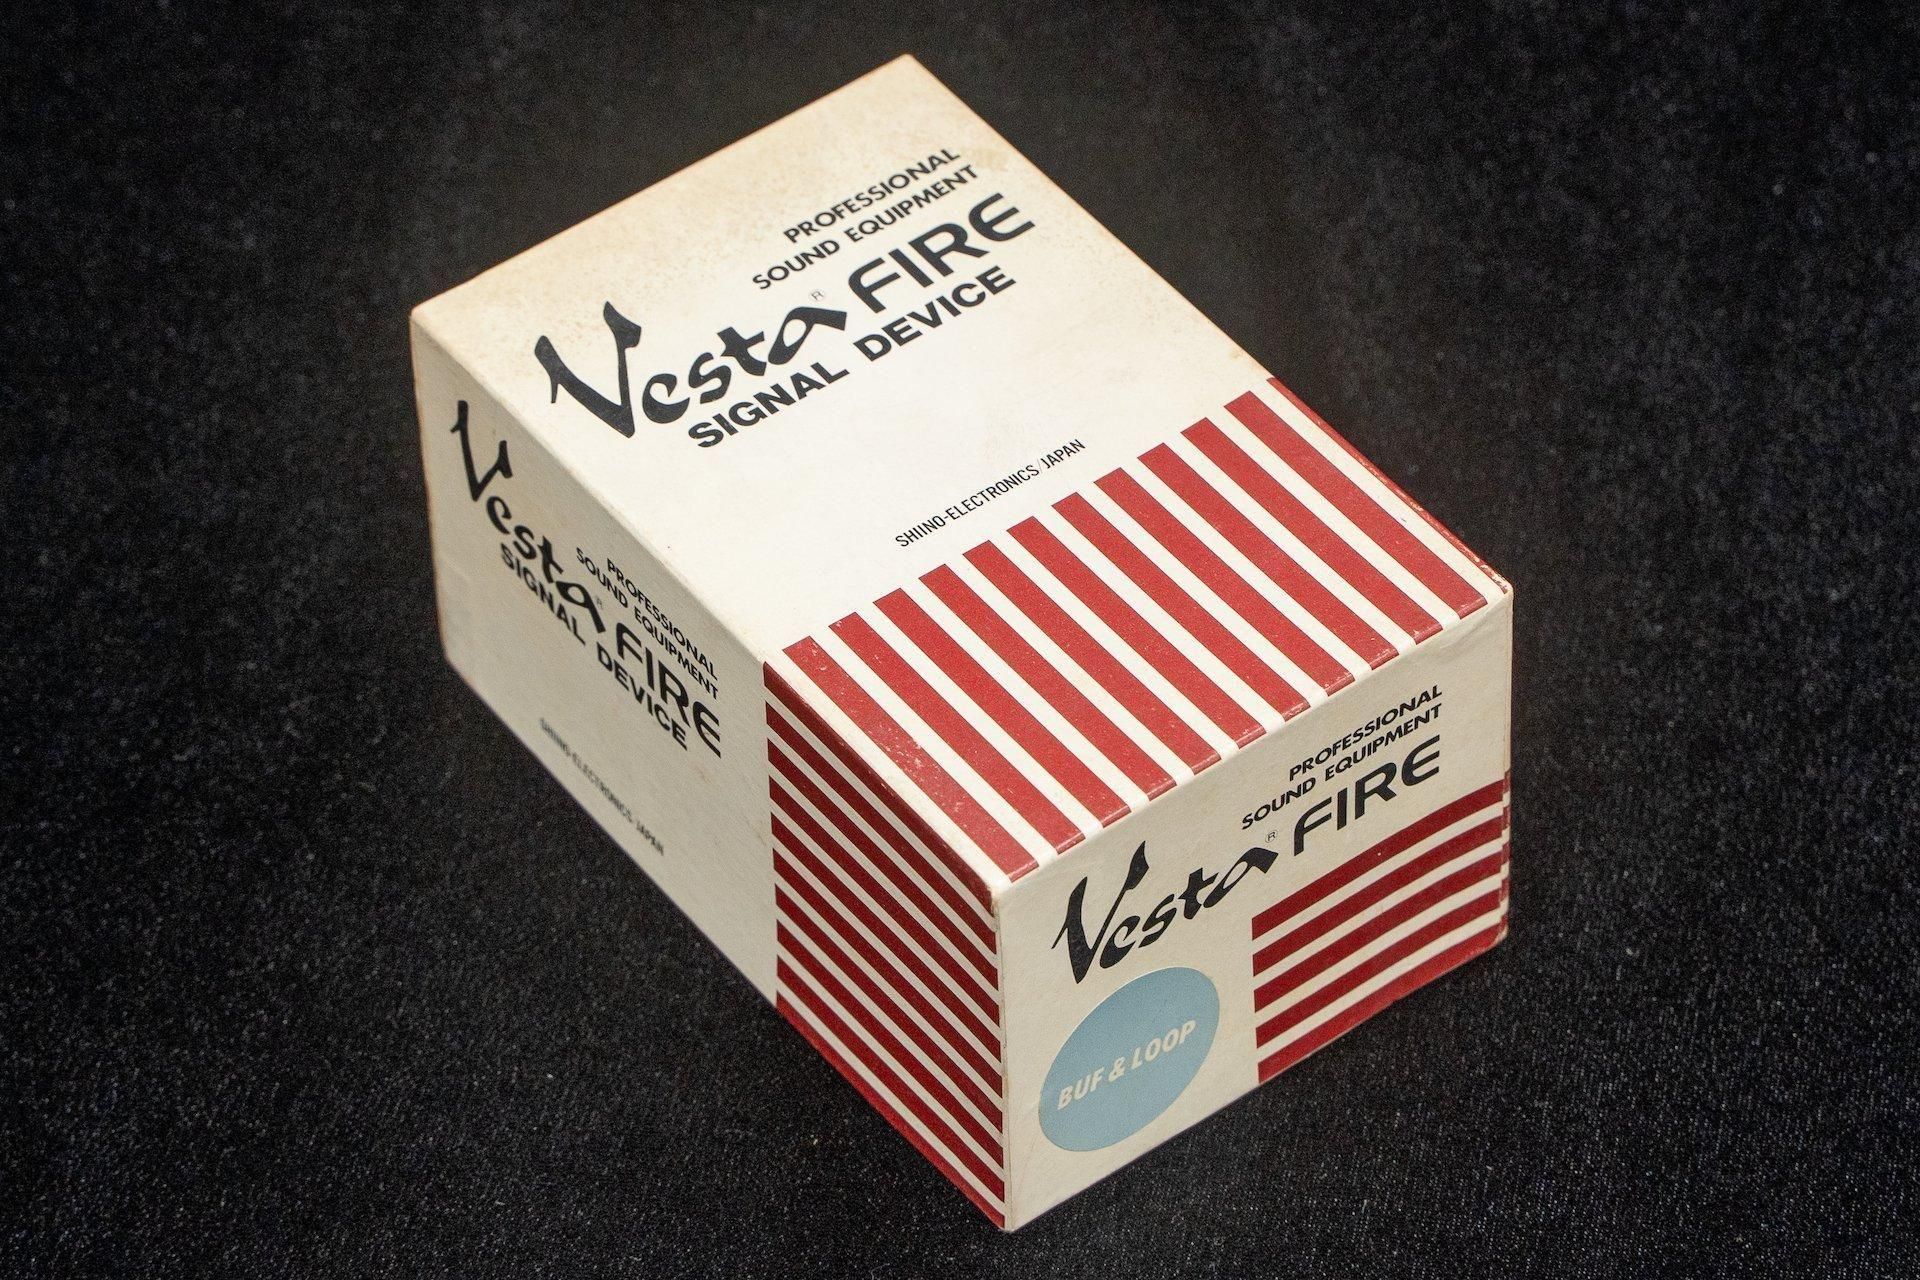 PROFESSIONAL
SOUND EQUIPMENT
Vesta® FIRE
SIGNAL DEVICE
SHIINO-ELECTRONICS/JAPAN
PROFESSIONAL
SOUND EQUIPMENT
Vesta® FIRE
SIGNAL DEVICE
SHIINO-ELECTRONICS/JAPAN
PROFESSIONAL
SOUND EQUIPMENT
Vesta® FIRE
BUF & LOOP